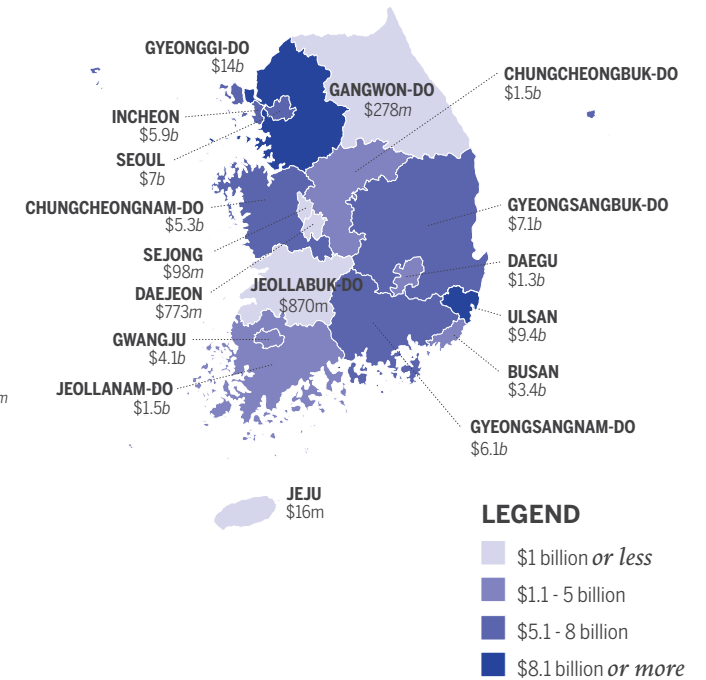 GYEONGGI-DO
$14b
GANGWON-DO
$278m
CHUNGCHEONGBUK-DO
$1.5b
INCHEON
$5.9b
SEOUL
$7b
CHUNGCHEONGNAM-DO
$5.3b
GYEONGSANGBUK-DO
$7.1b
SEJONG
$98m
DAEGU
$1.3b
DAEJEON
$773m
JEOLLABUK-DO
$870m
ULSAN
$9.4b
GWANGJU
$4.1b
BUSAN
$3.4b
JEOLLANAM-DO
$1.5b
m
GYEONGSANGNAM-DO
$6.1b
JEJU
$16m
LEGEND
$1 billion or less
$1.1 - 5 billion
$5.1 - 8 billion
$8.1 billion or more